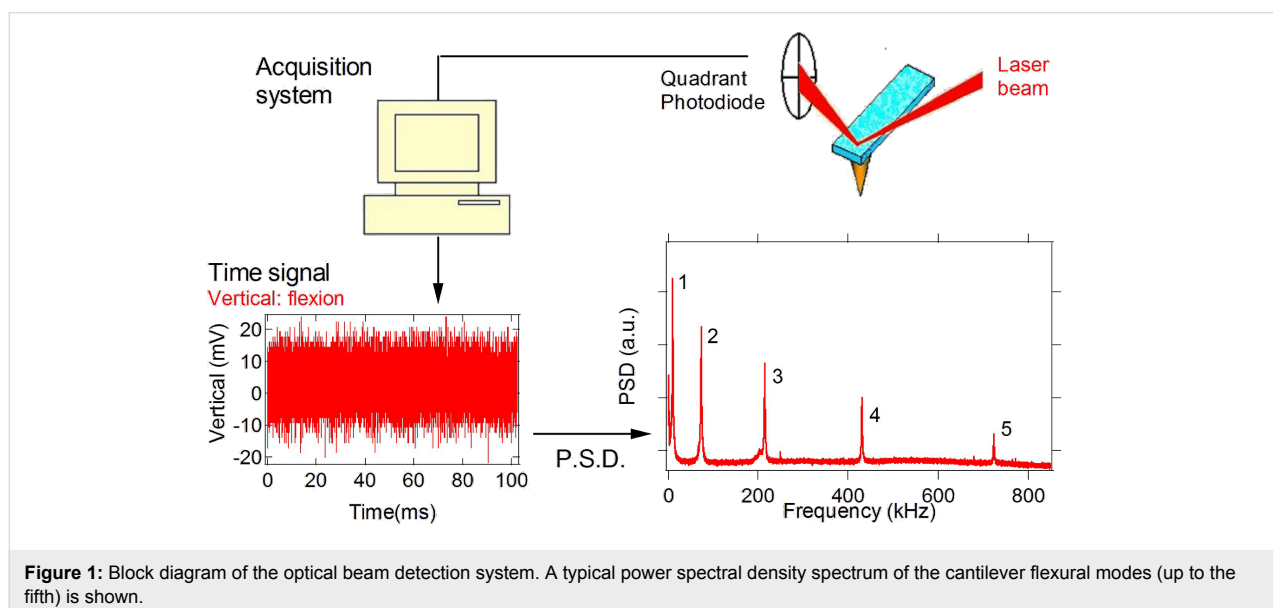 Acquisition
system
Quadrant
Photodiode
Laser
beam
Time signal
Vertical: flexion
Vertical (mV)
20
10
0
-10
-20
0 20 40 60 80 100
Time(ms)
P.S.D.
PSD (a.u.)
1
2
3
4
5
0 200 400 600 800
Frequency (kHz)
Figure 1: Block diagram of the optical beam detection system. A typical power spectral density spectrum of the cantilever flexural modes (up to the
fifth) is shown.